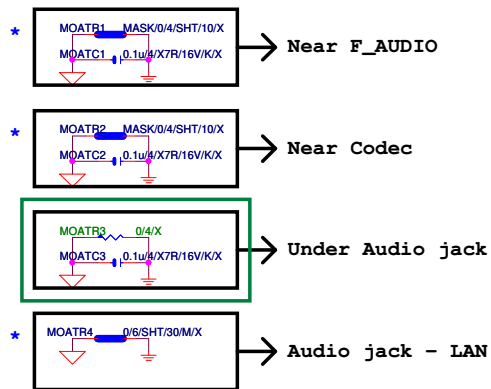 * MOATR1 MASK/0/4/SHT/10/X
MOATC1 0.1u/4/X7R/16V/K/X
Near F_AUDIO
* MOATR2 MASK/0/4/SHT/10/X
MOATC2 0.1u/4/X7R/16V/K/X
Near Codec
MOATR3 0/4/X
MOATC3 0.1u/4/X7R/16V/K/X
Under Audio jack
* MOATR4 0/6/SHT/30/M/X
Audio jack - LAN